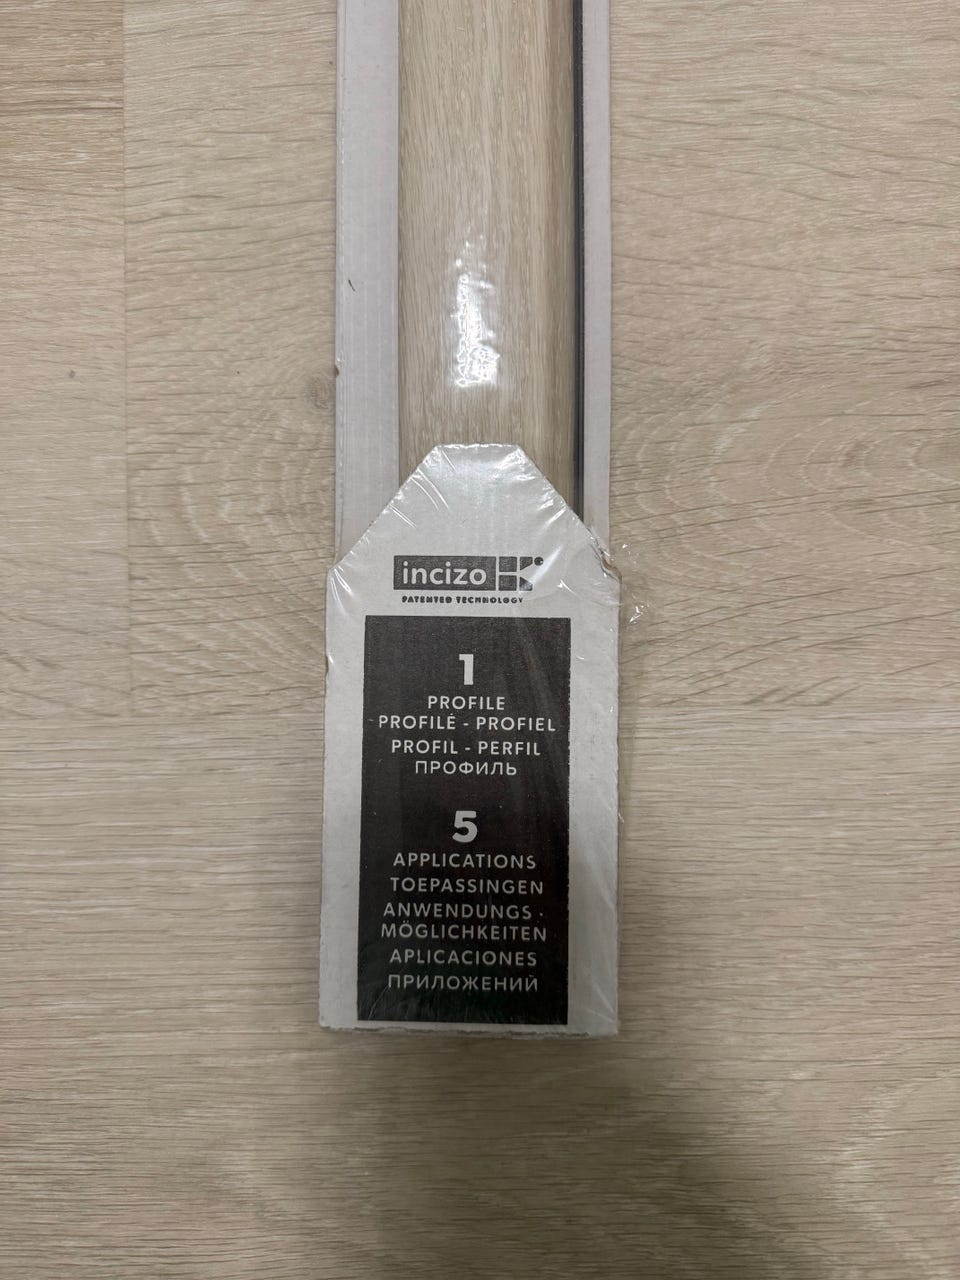 incizo
PATENTED TECHNOLOGY
1
PROFILE
PROFILÉ - PROFIEL
PROFIL - PERFIL
ПРОФИЛЬ
5
APPLICATIONS
TOEPASSINGEN
ANWENDUNGS -
MÖGLICHKEITEN
APLICACIONES
ПРИЛОЖЕНИЙ